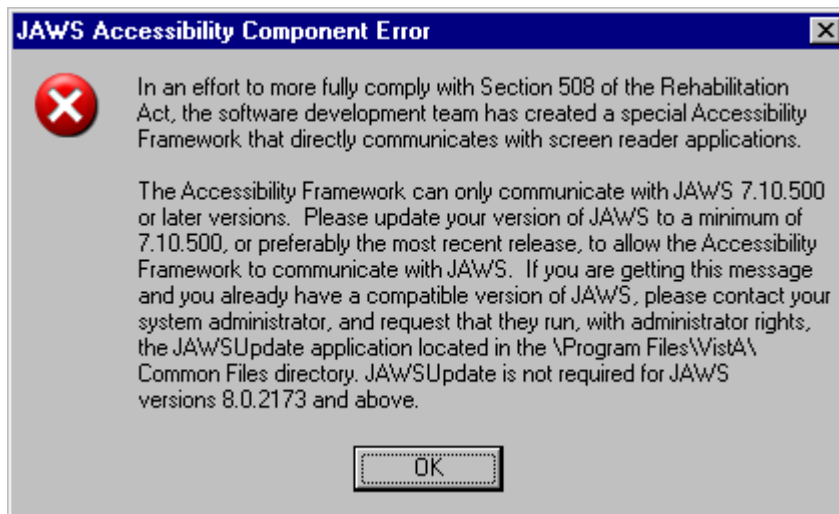 JAWS Accessibility Component Error
In an effort to more fully comply with Section 508 of the Rehabilitation
Act, the software development team has created a special Accessibility
Framework that directly communicates with screen reader applications.
The Accessibility Framework can only communicate with JAWS 7.10.500
or later versions.  Please update your version of JAWS to a minimum of
7.10.500, or preferably the most recent release, to allow the Accessibility
Framework to communicate with JAWS.  If you are getting this message
and you already have a compatible version of JAWS, please contact your
system administrator, and request that they run, with administrator rights,
the JAWSUpdate application located in the \Program Files\VistA\
Common Files directory. JAWSUpdate is not required for JAWS
versions 8.0.2173 and above.
OK